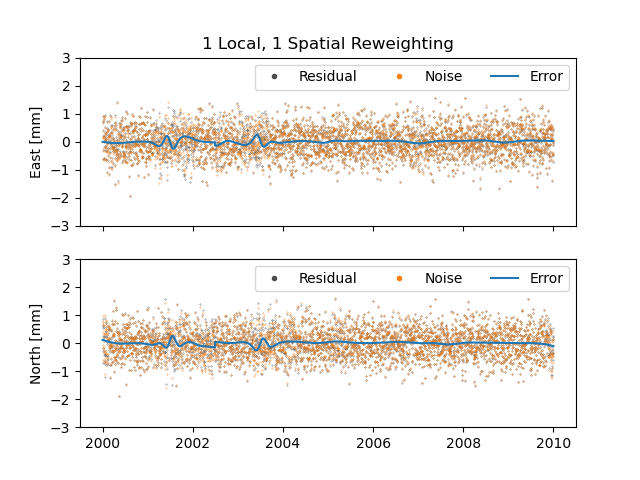 1 Local, 1 Spatial Reweighting
3
2
1
0
−1
−2
−3
East [mm]
Residual Noise Error
3
2
1
0
−1
−2
−3
North [mm]
Residual Noise Error
2000 2002 2004 2006 2008 2010